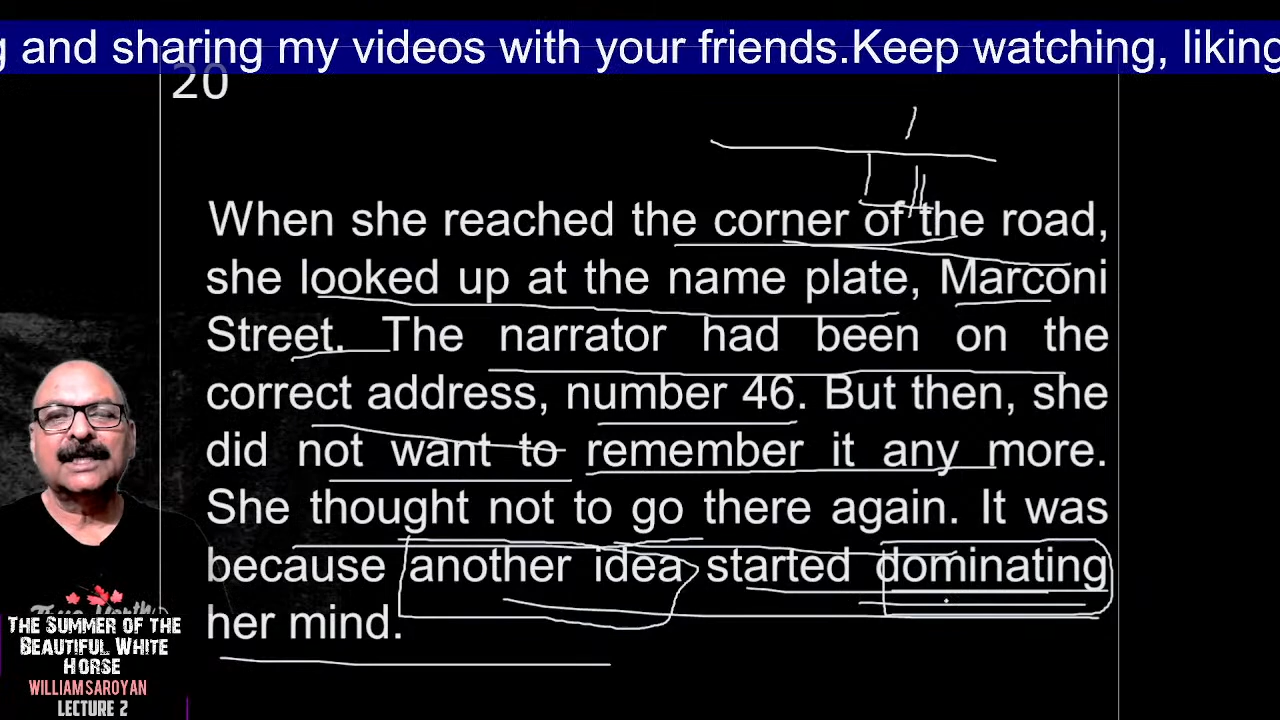 g and sharing my videos with your friends.Keep watching, liking
20
When she reached the corner of the road,
she looked up at the name plate, Marconi
Street. The narrator had been on the
correct address, number 46. But then, she
did not want to remember it any more.
She thought not to go there again. It was
because another idea started dominating
her mind.
THE SUMMER OF THE
BEAUTIFUL WHITE
HORSE
WILLIAM SAROYAN
LECTURE 2